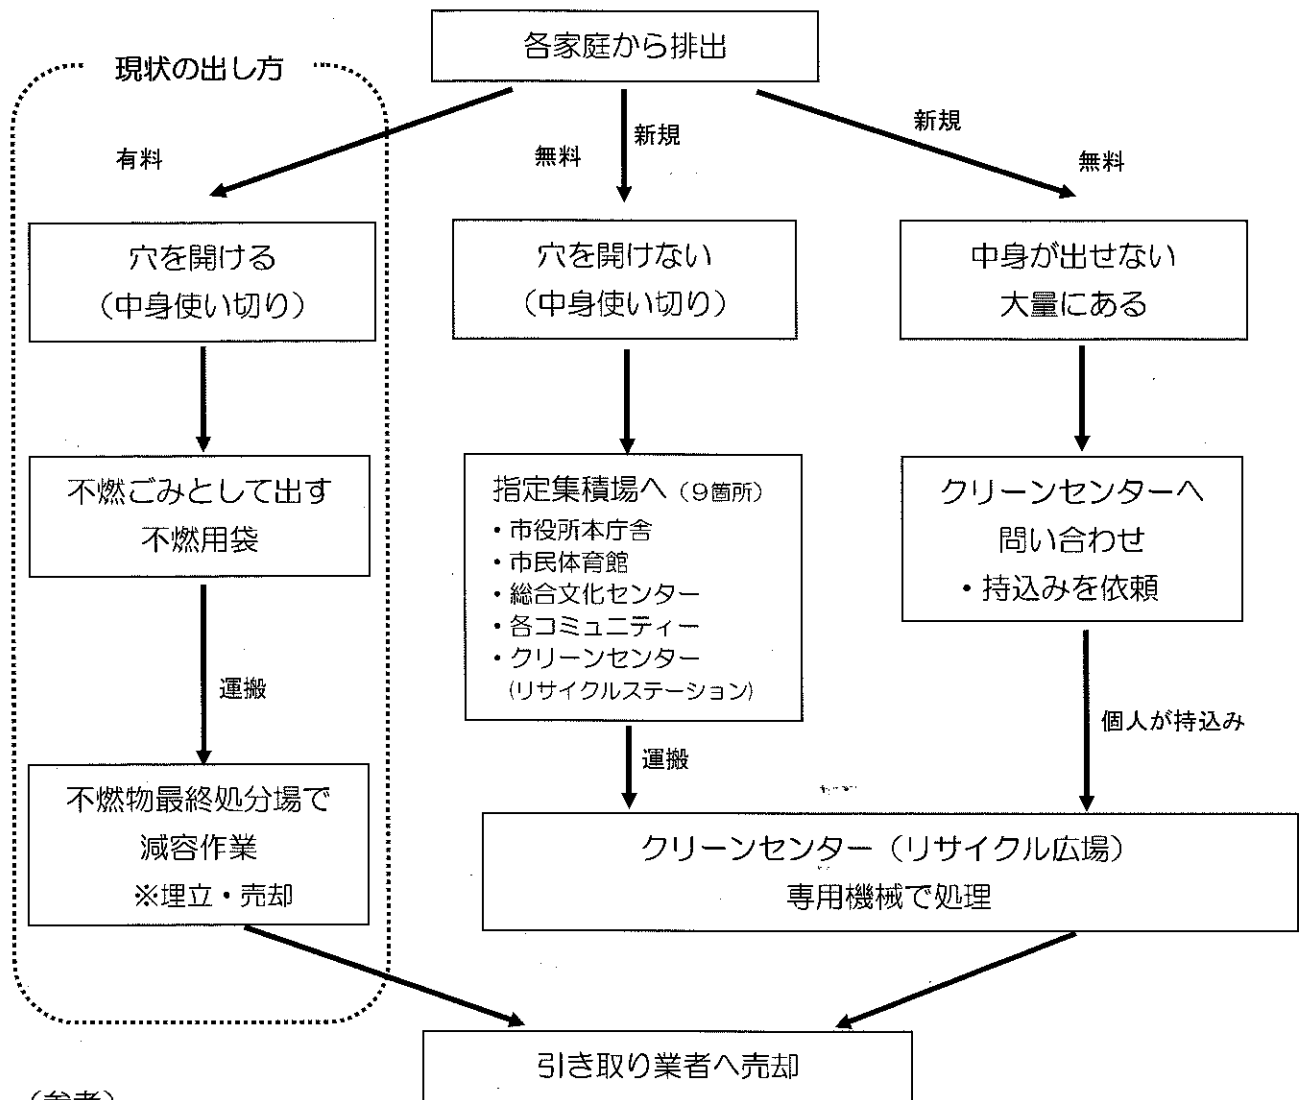 各家庭から排出
現状の出し方
有料
無料
新規
新規
無料
穴を開ける
（中身使い切り）
穴を開けない
（中身使い切り）
中身が出せない
大量にある
不燃ごみとして出す
不燃用袋
指定集積場へ（9箇所）
・市役所本庁舎
・市民体育館
・総合文化センター
・各コミュニティー
・クリーンセンター
(リサイクルステーション)
クリーンセンターへ
問い合わせ
・持込みを依頼
運搬
運搬
個人が持込み
不燃物最終処分場で
減容作業
※埋立・売却
クリーンセンター（リサイクル広場）
専用機械で処理
引き取り業者へ売却
（参考）